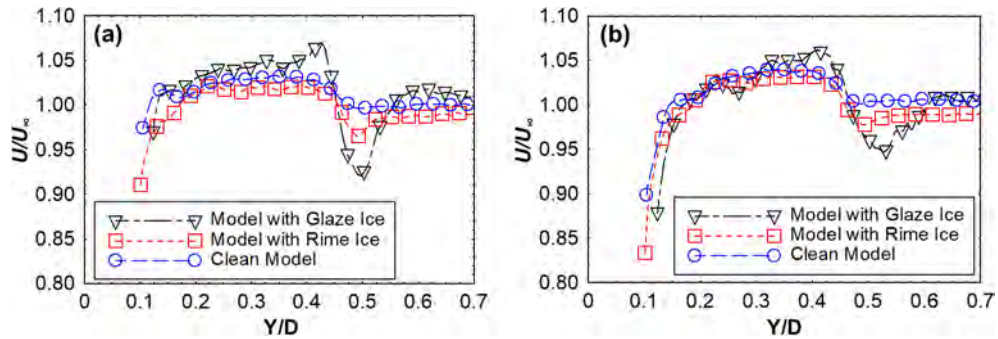 (a)
U/U∞
1.10
1.05
1.00
0.95
0.90
0.85
0.80
Model with Glaze Ice
Model with Rime Ice
Clean Model
0 0.1 0.2 0.3 0.4 0.5 0.6 0.7
Y/D
(b)
U/U∞
1.10
1.05
1.00
0.95
0.90
0.85
0.80
Model with Glaze Ice
Model with Rime Ice
Clean Model
0 0.1 0.2 0.3 0.4 0.5 0.6 0.7
Y/D